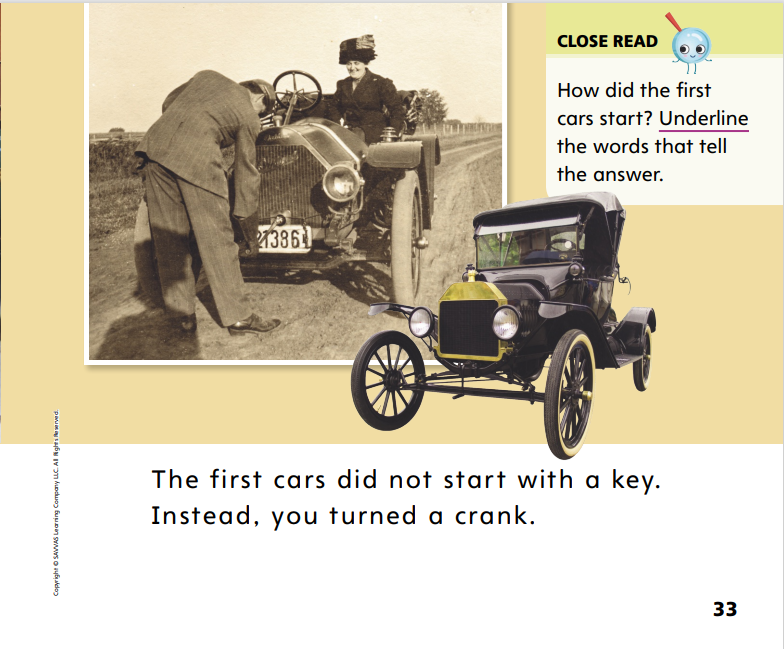 CLOSE READ
How did the first
cars start? Underline
the words that tell
the answer.
21386
The first cars did not start with a key.
Instead, you turned a crank.
Copyright © SAVVAS Learning Company LLC. All Rights Reserved.
33